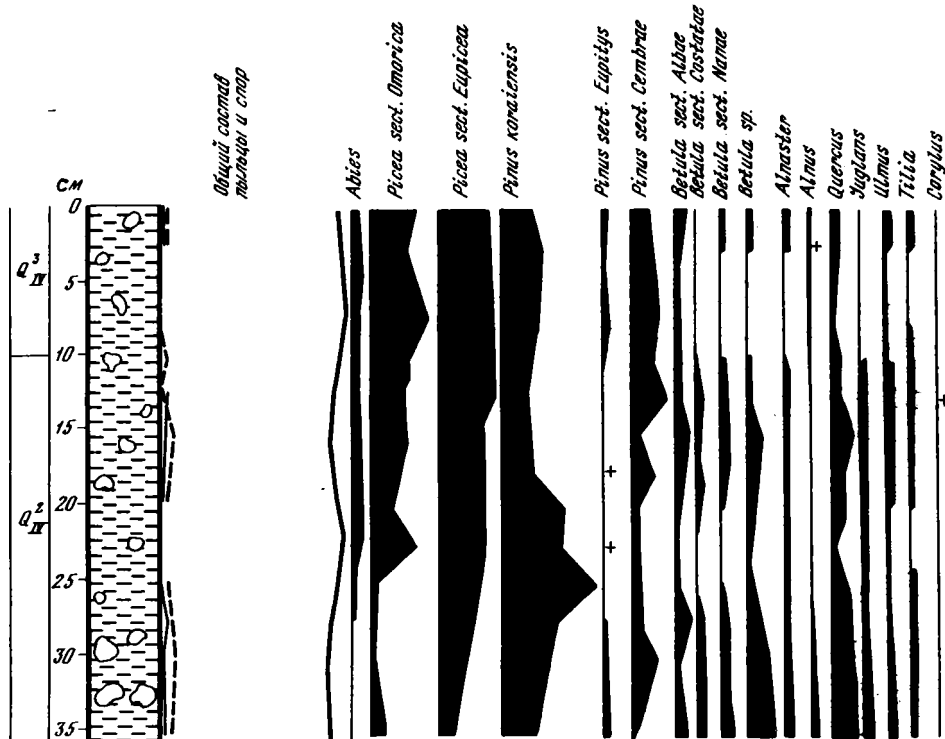 Общий состав
пыльцы и спор
Abies
Picea sect. Omorica
Picea sect. Eupicea
Pinus koraiensis
Pinus sect. Eupitys
Pinus sect. Cembrae
Betula sect. Albae
Betula sect. Costatae
Betula sect. Nanae
Betula sp.
Alnaster
Alnus
Quercus
Juglans
Ulmus
Tilia
Corylus
см
0
5
10
15
20
25
30
35
Q³IV
Q²IV